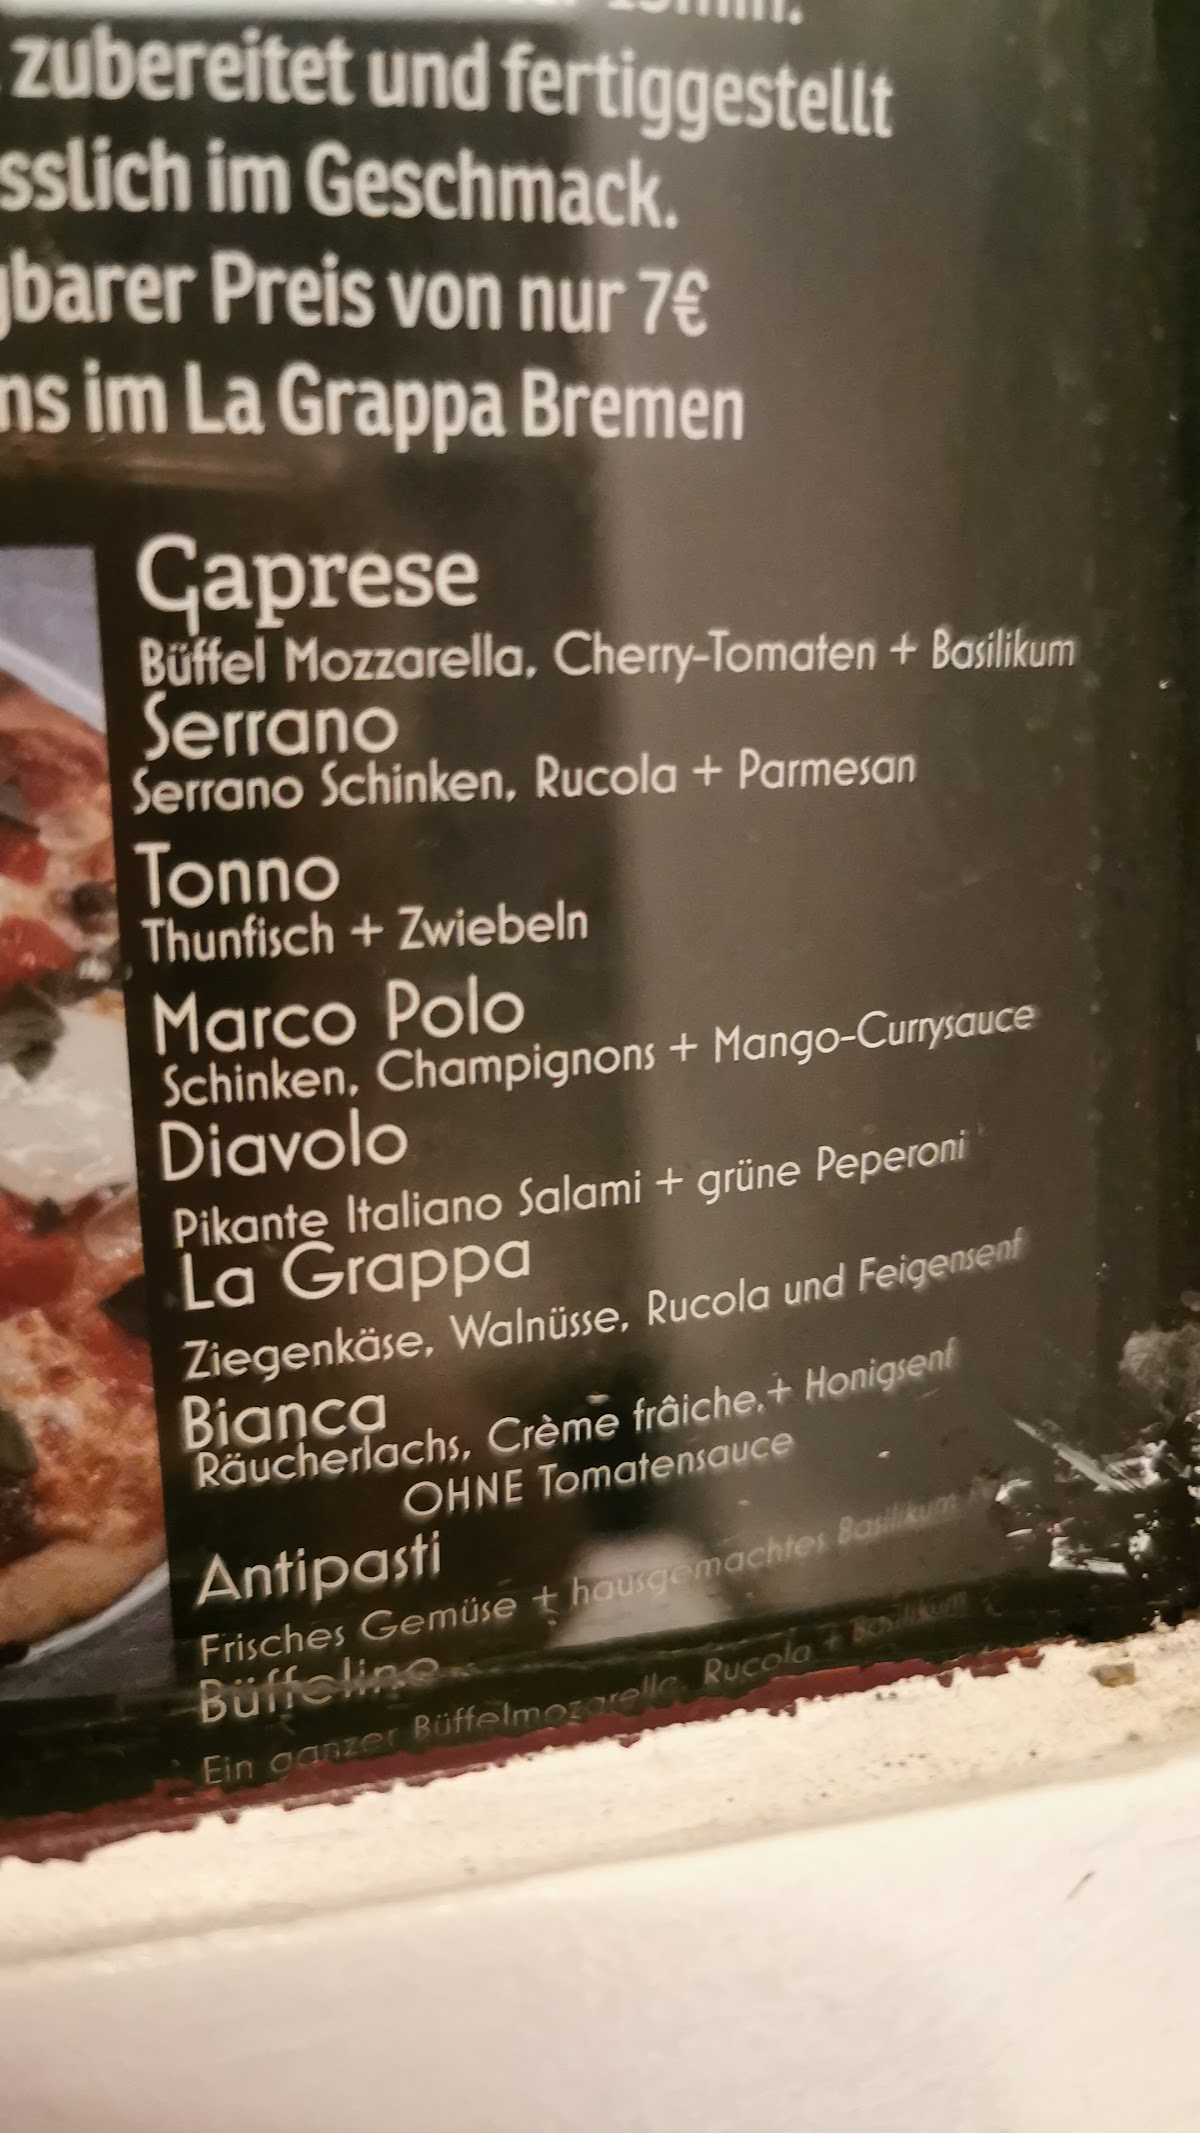 zubereitet und fertiggestellt
sslich im Geschmack.
gbarer Preis von nur 7€
ns im La Grappa Bremen
Caprese
Büffel Mozzarella, Cherry-Tomaten + Basilikum
Serrano
Serrano Schinken, Rucola + Parmesan
Tonno
Thunfisch + Zwiebeln
Marco Polo
Schinken, Champignons + Mango-Currysauce
Diavolo
Pikante Italiano Salami + grüne Peperoni
La Grappa
Ziegenkäse, Walnüsse, Rucola und Feigensenf
Bianca
Räucherlachs, Crème frâiche,+ Honigsenf
OHNE Tomatensauce
Antipasti
Frisches Gemüse + hausgemachtes Basilikum
Büffeline
Ein ganzer Büffelmozarella, Rucola + Basilikum